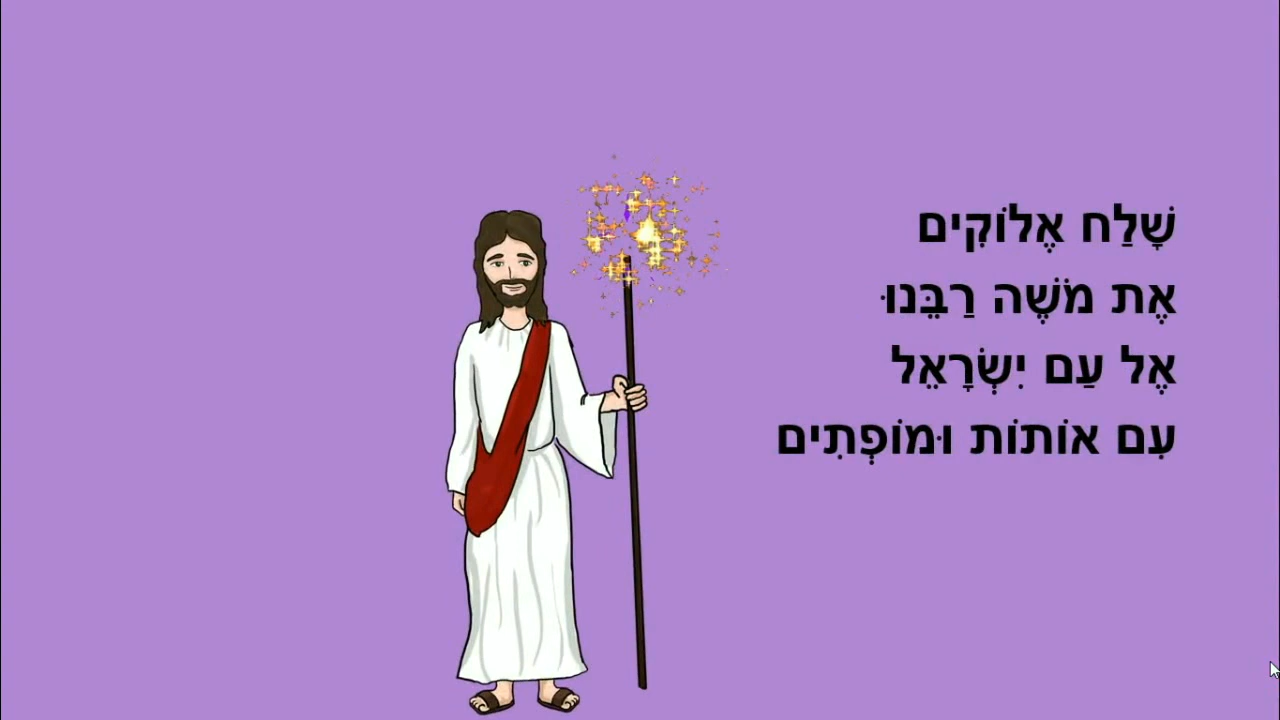 שָׁלַח אֱלוֹקִים
אֶת מֹשֶׁה רַבֵּנוּ
אֶל עַם יִשְׂרָאֵל
עִם אוֹתוֹת וּמוֹפְתִים